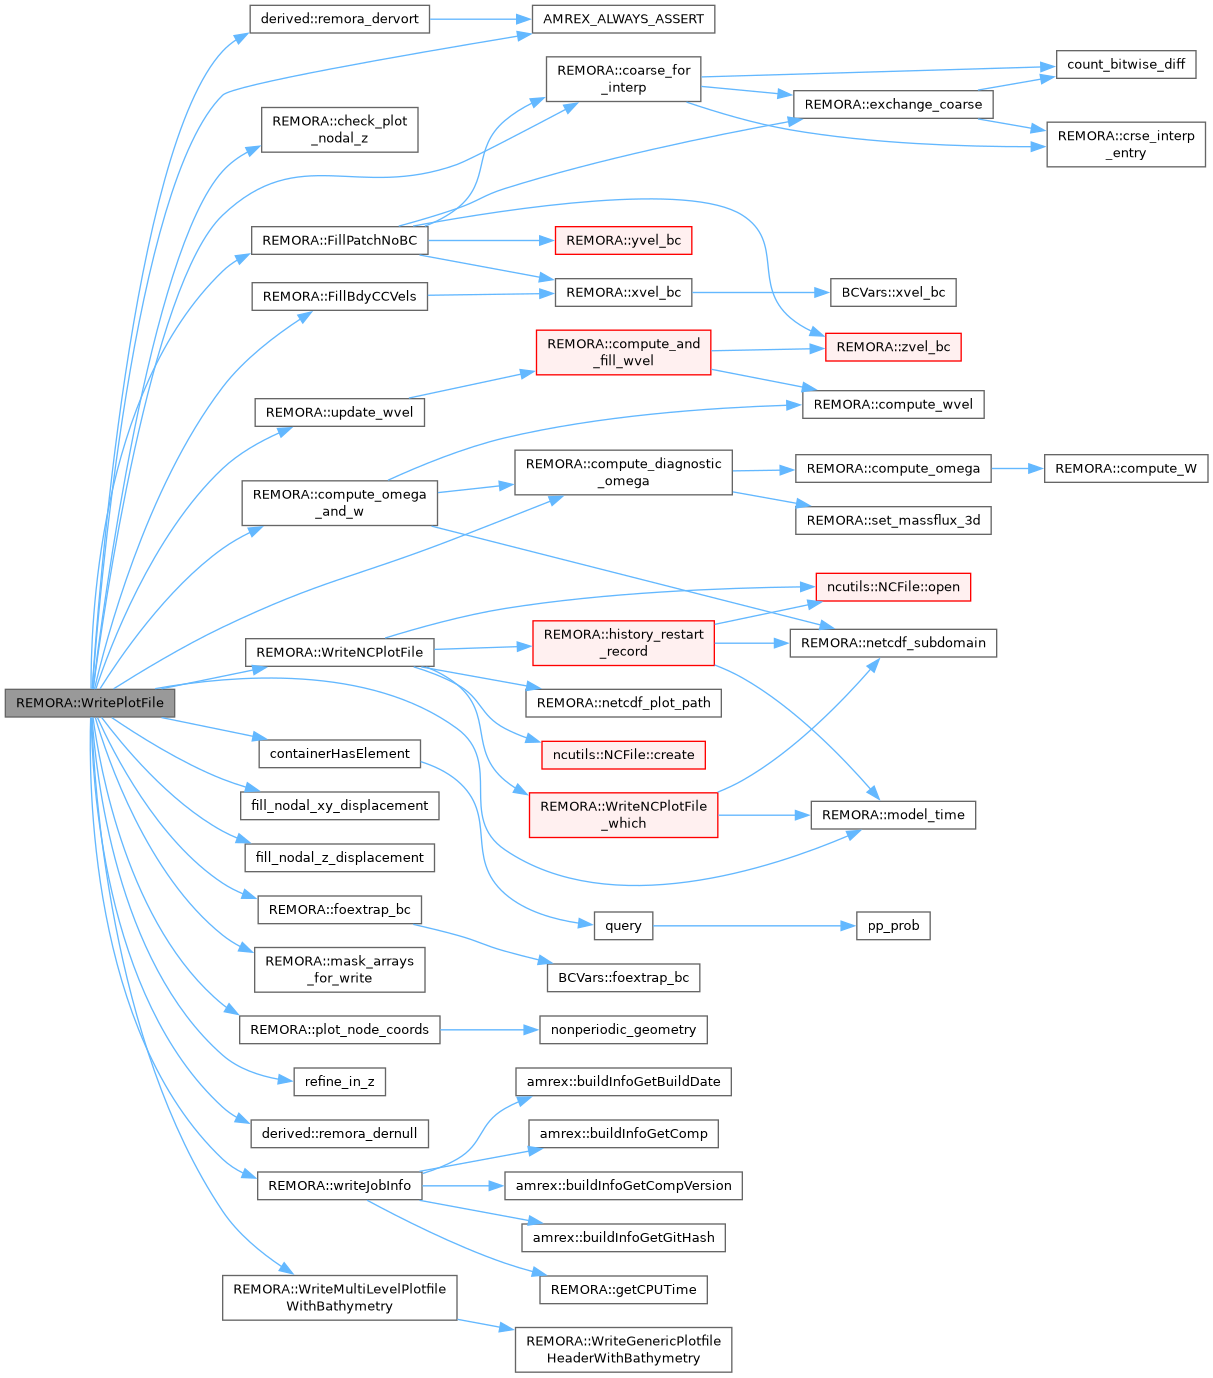 derived::remora_dervort
AMREX_ALWAYS_ASSERT
REMORA::coarse_for
_interp
count_bitwise_diff
REMORA::exchange_coarse
REMORA::check_plot
_nodal_z
REMORA::crse_interp
_entry
REMORA::FillPatchNoBC
REMORA::yvel_bc
REMORA::FillBdyCCVels
REMORA::xvel_bc
BCVars::xvel_bc
REMORA::compute_and
_fill_wvel
REMORA::zvel_bc
REMORA::update_wvel
REMORA::compute_wvel
REMORA::compute_omega
_and_w
REMORA::compute_diagnostic
_omega
REMORA::compute_omega
REMORA::compute_W
REMORA::set_massflux_3d
ncutils::NCFile::open
REMORA::WriteNCPlotFile
REMORA::history_restart
_record
REMORA::netcdf_subdomain
REMORA::WritePlotFile
REMORA::netcdf_plot_path
containerHasElement
ncutils::NCFile::create
fill_nodal_xy_displacement
REMORA::WriteNCPlotFile
_which
REMORA::model_time
fill_nodal_z_displacement
REMORA::foextrap_bc
query
pp_prob
REMORA::mask_arrays
_for_write
BCVars::foextrap_bc
REMORA::plot_node_coords
nonperiodic_geometry
refine_in_z
amrex::buildInfoGetBuildDate
derived::remora_dernull
amrex::buildInfoGetComp
REMORA::writeJobInfo
amrex::buildInfoGetCompVersion
amrex::buildInfoGetGitHash
REMORA::WriteMultiLevelPlotfile
WithBathymetry
REMORA::getCPUTime
REMORA::WriteGenericPlotfile
HeaderWithBathymetry